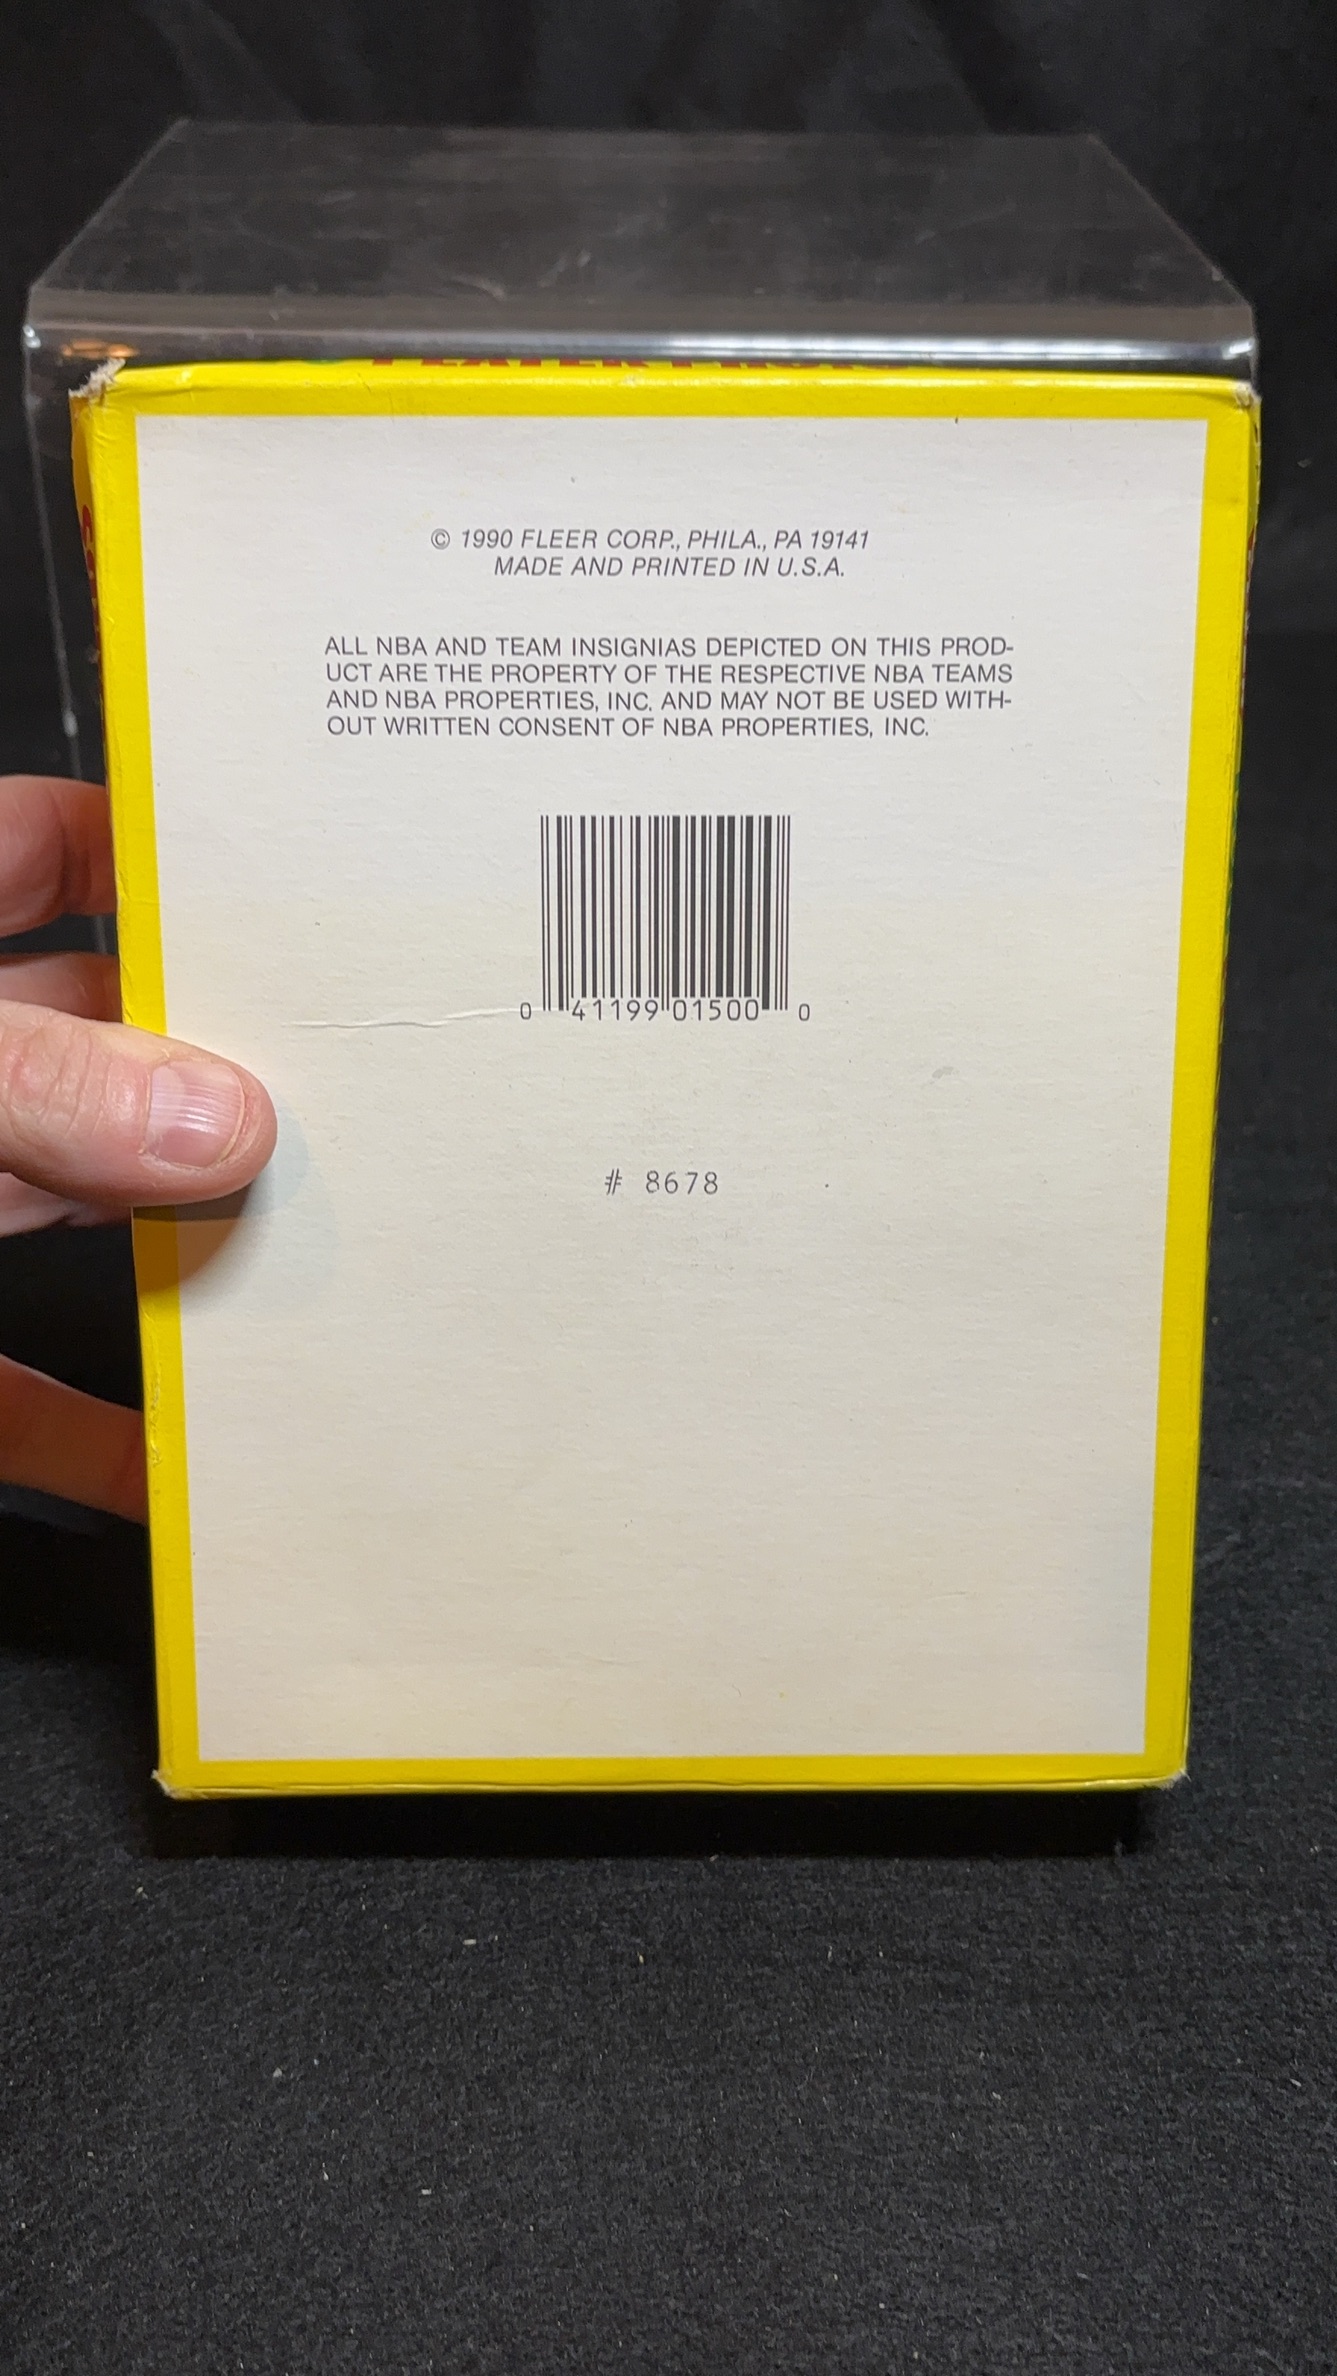 © 1990 FLEER CORP., PHILA., PA 19141
MADE AND PRINTED IN U.S.A.
ALL NBA AND TEAM INSIGNIAS DEPICTED ON THIS PROD-
UCT ARE THE PROPERTY OF THE RESPECTIVE NBA TEAMS
AND NBA PROPERTIES, INC. AND MAY NOT BE USED WITH-
OUT WRITTEN CONSENT OF NBA PROPERTIES, INC.
0 41199 01500 0
# 8678